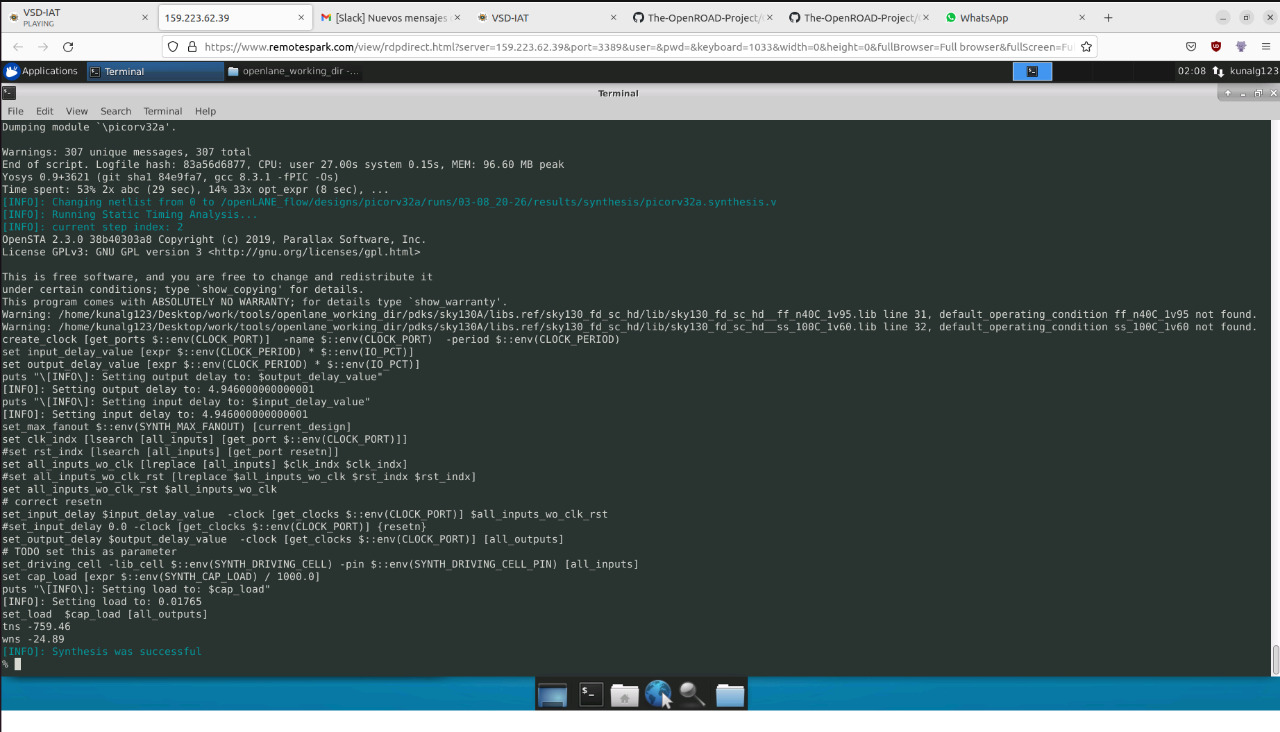 VSD-IAT
PLAYING
159.223.62.39
[Slack] Nuevos mensajes
VSD-IAT
The-OpenROAD-Project/
The-OpenROAD-Project/
WhatsApp
https://www.remotespark.com/view/rdpdirect.html?server=159.223.62.39&port=3389&user=&pwd=&keyboard=1033&width=0&height=0&fullBrowser=Full browser&fullScreen=Fu
Applications
Terminal
openlane_working_dir -...
02:08
kunalg123
Terminal
File Edit View Search Terminal Help
Dumping module `\picorv32a'.
Warnings: 307 unique messages, 307 total
End of script. Logfile hash: 83a56d6877, CPU: user 27.00s system 0.15s, MEM: 96.60 MB peak
Yosys 0.9+3621 (git sha1 84e9fa7, gcc 8.3.1 -fPIC -Os)
Time spent: 53% 2x abc (29 sec), 14% 33x opt_expr (8 sec), ...
[INFO]: Changing netlist from 0 to /openLANE_flow/designs/picorv32a/runs/03-08_20-26/results/synthesis/picorv32a.synthesis.v
[INFO]: Running Static Timing Analysis...
[INFO]: current step index: 2
OpenSTA 2.3.0 38b40303a8 Copyright (c) 2019, Parallax Software, Inc.
License GPLv3: GNU GPL version 3 <http://gnu.org/licenses/gpl.html>
This is free software, and you are free to change and redistribute it
under certain conditions; type `show_copying' for details.
This program comes with ABSOLUTELY NO WARRANTY; for details type `show_warranty'.
Warning: /home/kunalg123/Desktop/work/tools/openlane_working_dir/pdks/sky130A/libs.ref/sky130_fd_sc_hd/lib/sky130_fd_sc_hd__ff_n40C_1v95.lib line 31, default_operating_condition ff_n40C_1v95 not found.
Warning: /home/kunalg123/Desktop/work/tools/openlane_working_dir/pdks/sky130A/libs.ref/sky130_fd_sc_hd/lib/sky130_fd_sc_hd__ss_100C_1v60.lib line 32, default_operating_condition ss_100C_1v60 not found.
create_clock [get_ports $::env(CLOCK_PORT)]  -name $::env(CLOCK_PORT)  -period $::env(CLOCK_PERIOD)
set input_delay_value [expr $::env(CLOCK_PERIOD) * $::env(IO_PCT)]
set output_delay_value [expr $::env(CLOCK_PERIOD) * $::env(IO_PCT)]
puts "\[INFO\]: Setting output delay to: $output_delay_value"
[INFO]: Setting output delay to: 4.946000000000001
puts "\[INFO\]: Setting input delay to: $input_delay_value"
[INFO]: Setting input delay to: 4.946000000000001
set_max_fanout $::env(SYNTH_MAX_FANOUT) [current_design]
set clk_indx [lsearch [all_inputs] [get_port $::env(CLOCK_PORT)]]
#set rst_indx [lsearch [all_inputs] [get_port resetn]]
set all_inputs_wo_clk [lreplace [all_inputs] $clk_indx $clk_indx]
#set all_inputs_wo_clk_rst [lreplace $all_inputs_wo_clk $rst_indx $rst_indx]
set all_inputs_wo_clk_rst $all_inputs_wo_clk
# correct resetn
set_input_delay $input_delay_value  -clock [get_clocks $::env(CLOCK_PORT)] $all_inputs_wo_clk_rst
#set_input_delay 0.0 -clock [get_clocks $::env(CLOCK_PORT)] {resetn}
set_output_delay $output_delay_value  -clock [get_clocks $::env(CLOCK_PORT)] [all_outputs]
# TODO set this as parameter
set_driving_cell -lib_cell $::env(SYNTH_DRIVING_CELL) -pin $::env(SYNTH_DRIVING_CELL_PIN) [all_inputs]
set cap_load [expr $::env(SYNTH_CAP_LOAD) / 1000.0]
puts "\[INFO\]: Setting load to: $cap_load"
[INFO]: Setting load to: 0.01765
set_load  $cap_load [all_outputs]
tns -759.46
wns -24.89
[INFO]: Synthesis was successful
%